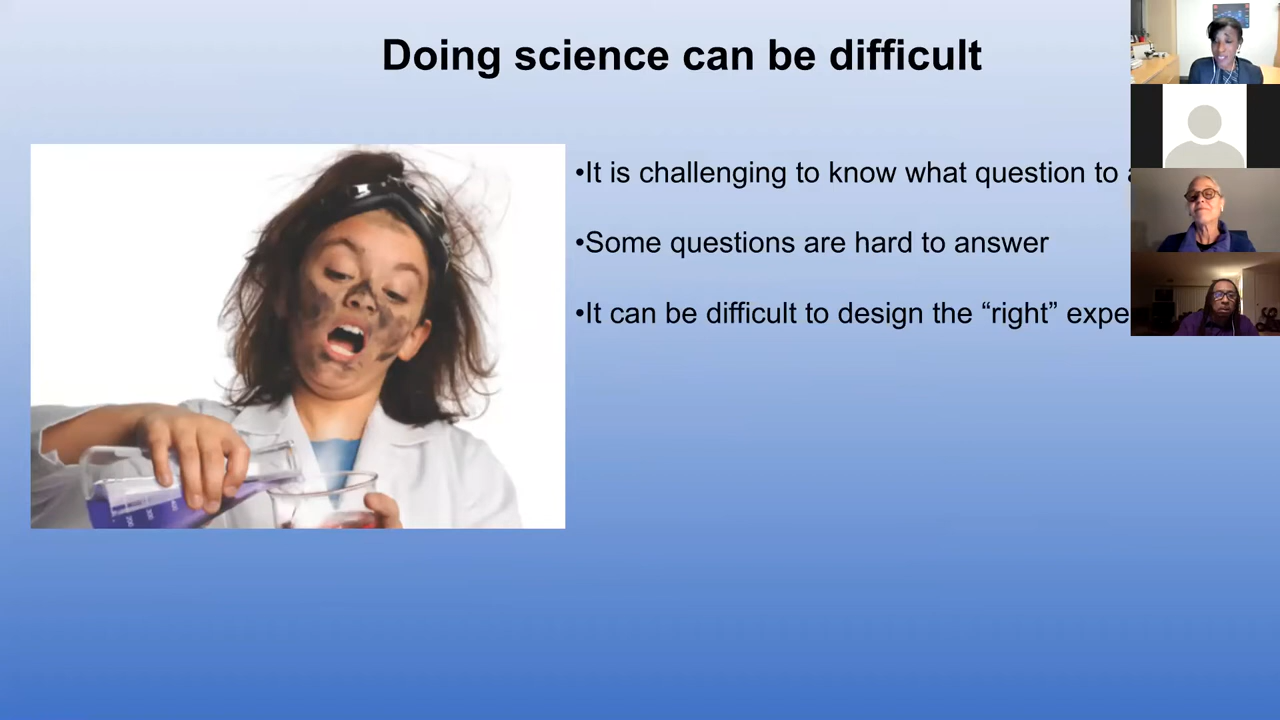 Doing science can be difficult
•It is challenging to know what question to
•Some questions are hard to answer
•It can be difficult to design the “right”